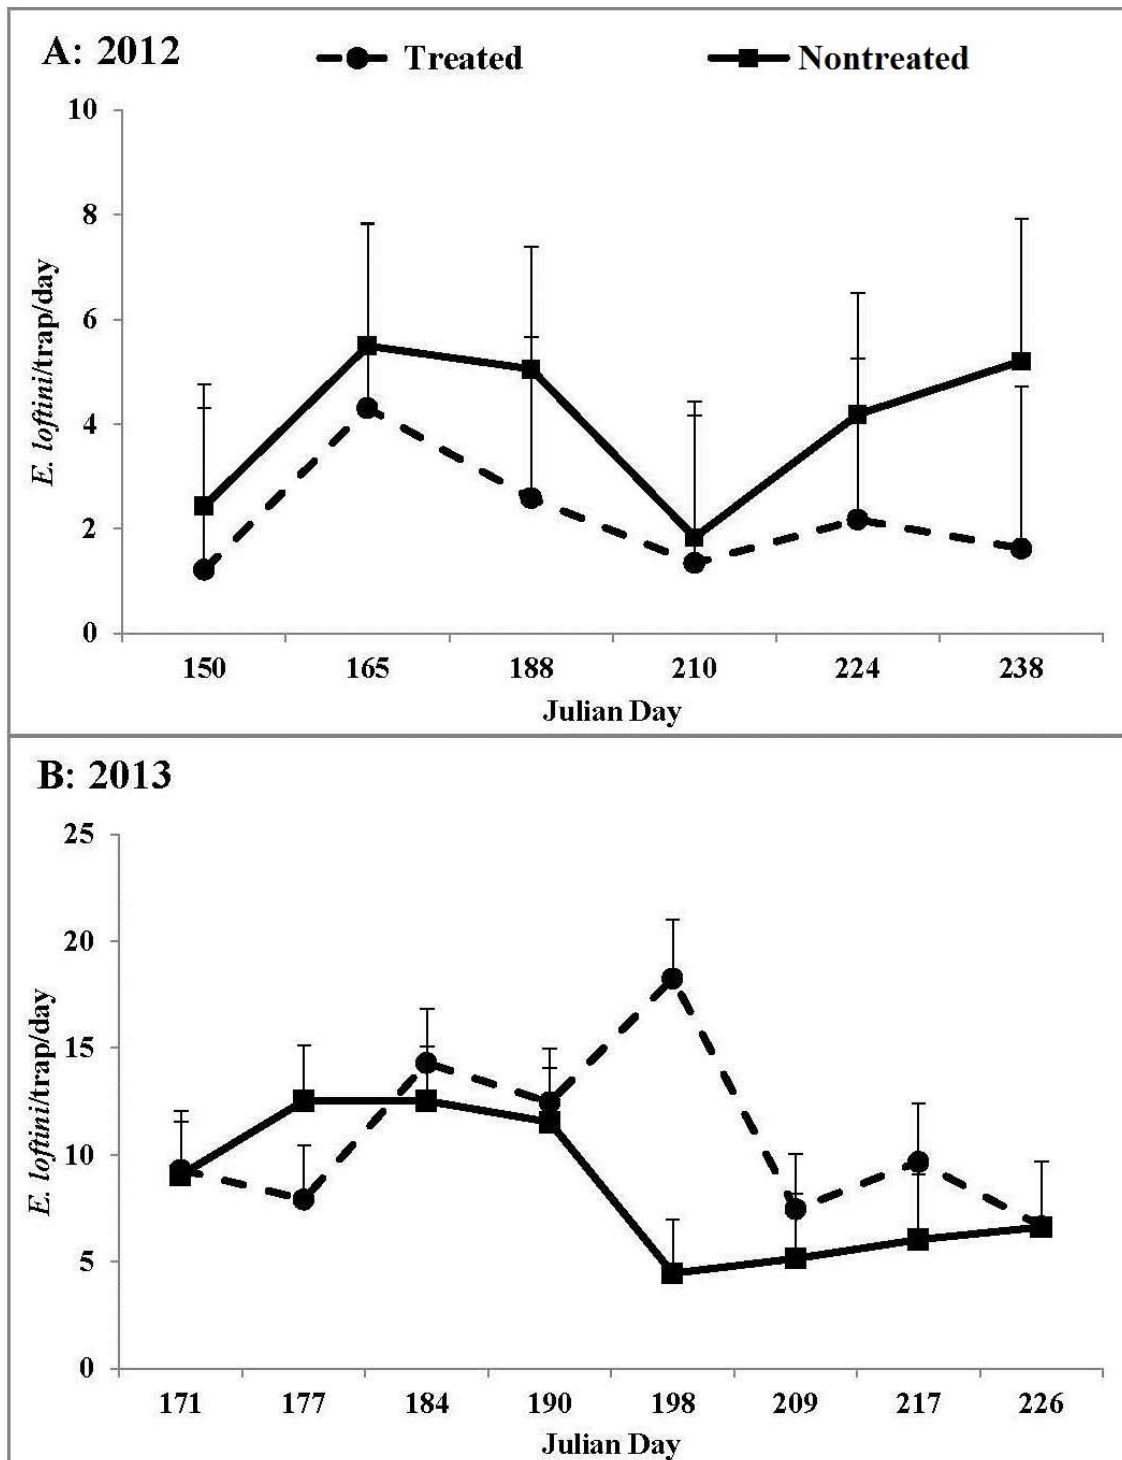 A: 2012
Treated
Nontreated
10
8
6
4
2
0
E. loftini/trap/day
150 165 188 210 224 238
Julian Day
B: 2013
25
20
15
10
5
0
E. loftini/trap/day
171 177 184 190 198 209 217 226
Julian Day